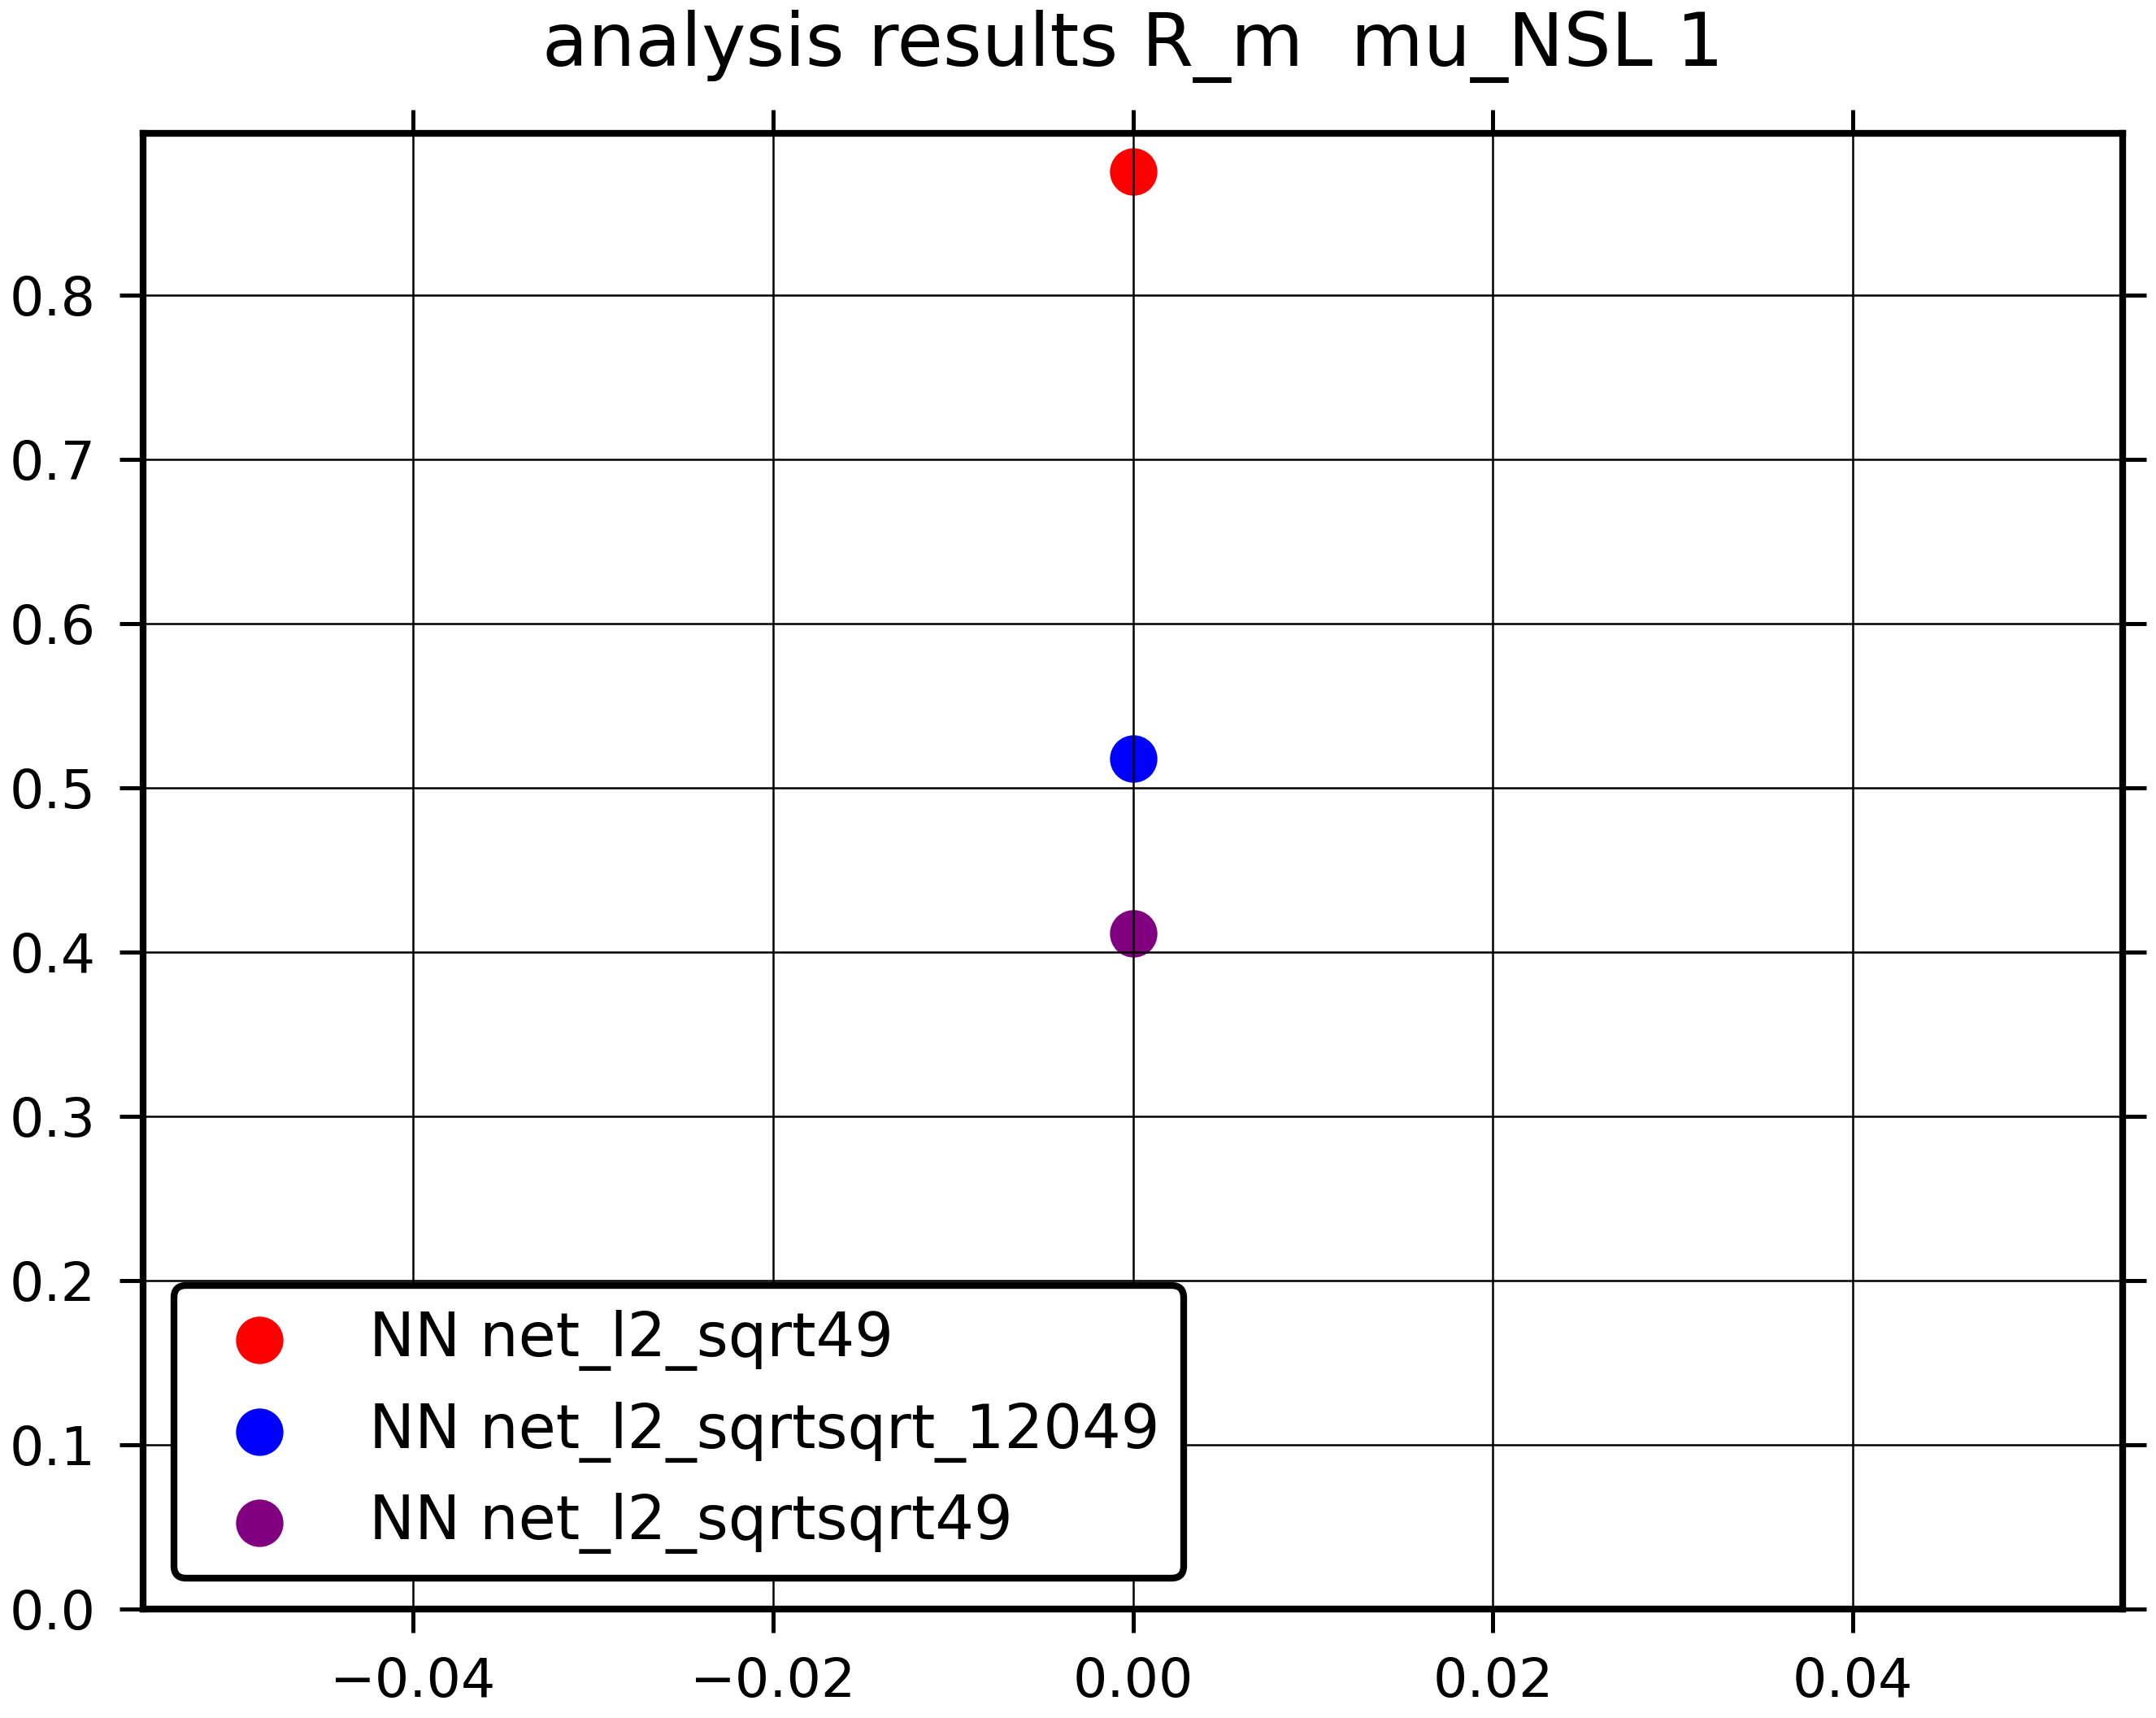 analysis results R_m  mu_NSL 1
0.8
0.7
0.6
0.5
0.4
0.3
0.2
0.1
0.0
NN net_l2_sqrt49
NN net_l2_sqrtsqrt_12049
NN net_l2_sqrtsqrt49
−0.04 −0.02 0.00 0.02 0.04